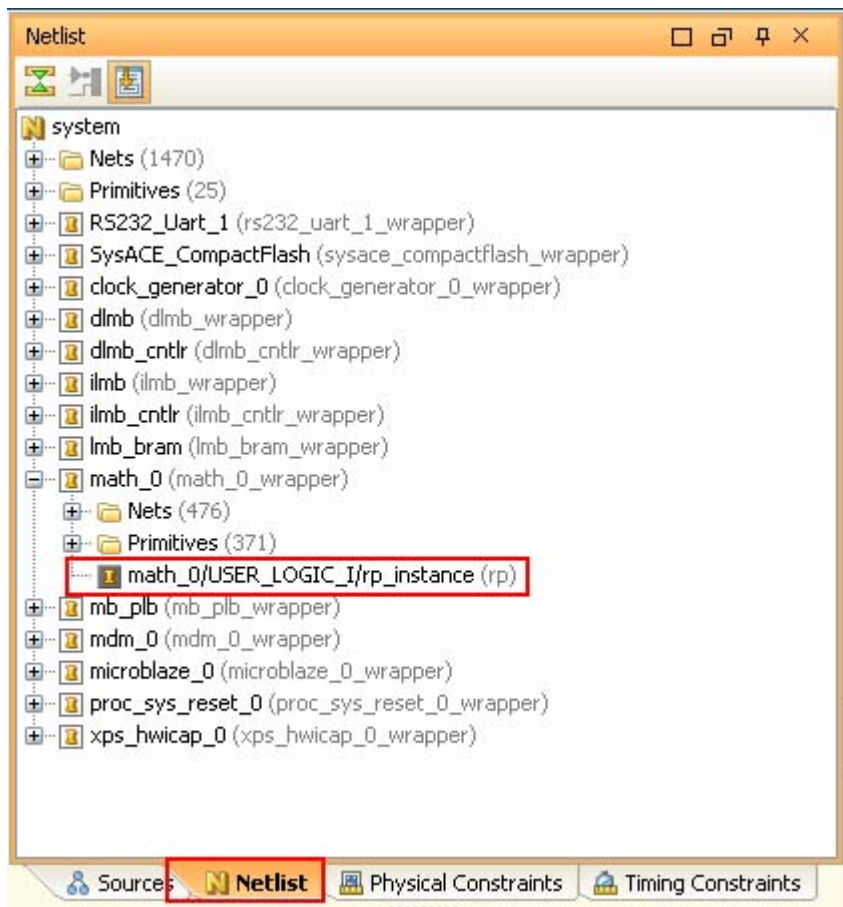 Netlist
system
Nets (1470)
Primitives (25)
RS232_Uart_1 (rs232_uart_1_wrapper)
SysACE_CompactFlash (sysace_compactflash_wrapper)
clock_generator_0 (clock_generator_0_wrapper)
dlmb (dlmb_wrapper)
dlmb_cntlr (dlmb_cntlr_wrapper)
ilmb (ilmb_wrapper)
ilmb_cntlr (ilmb_cntlr_wrapper)
lmb_bram (lmb_bram_wrapper)
math_0 (math_0_wrapper)
Nets (476)
Primitives (371)
math_0/USER_LOGIC_I/rp_instance (rp)
mb_plb (mb_plb_wrapper)
mdm_0 (mdm_0_wrapper)
microblaze_0 (microblaze_0_wrapper)
proc_sys_reset_0 (proc_sys_reset_0_wrapper)
xps_hwicap_0 (xps_hwicap_0_wrapper)
Sources Netlist Physical Constraints Timing Constraints